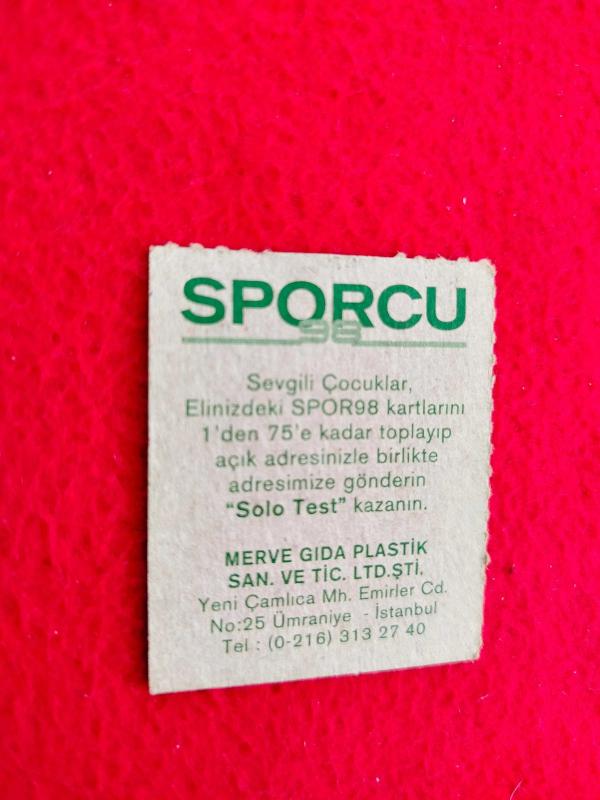 SPORCU
98
Sevgili Çocuklar,
Elinizdeki SPOR98 kartlarını
1'den 75'e kadar toplayıp
açık adresinizle birlikte
adresimize gönderin
“Solo Test” kazanın.
MERVE GIDA PLASTİK
SAN. VE TİC. LTD.ŞTİ.
Yeni Çamlıca Mh. Emirler Cd.
No:25 Ümraniye - İstanbul
Tel : (0-216) 313 27 40